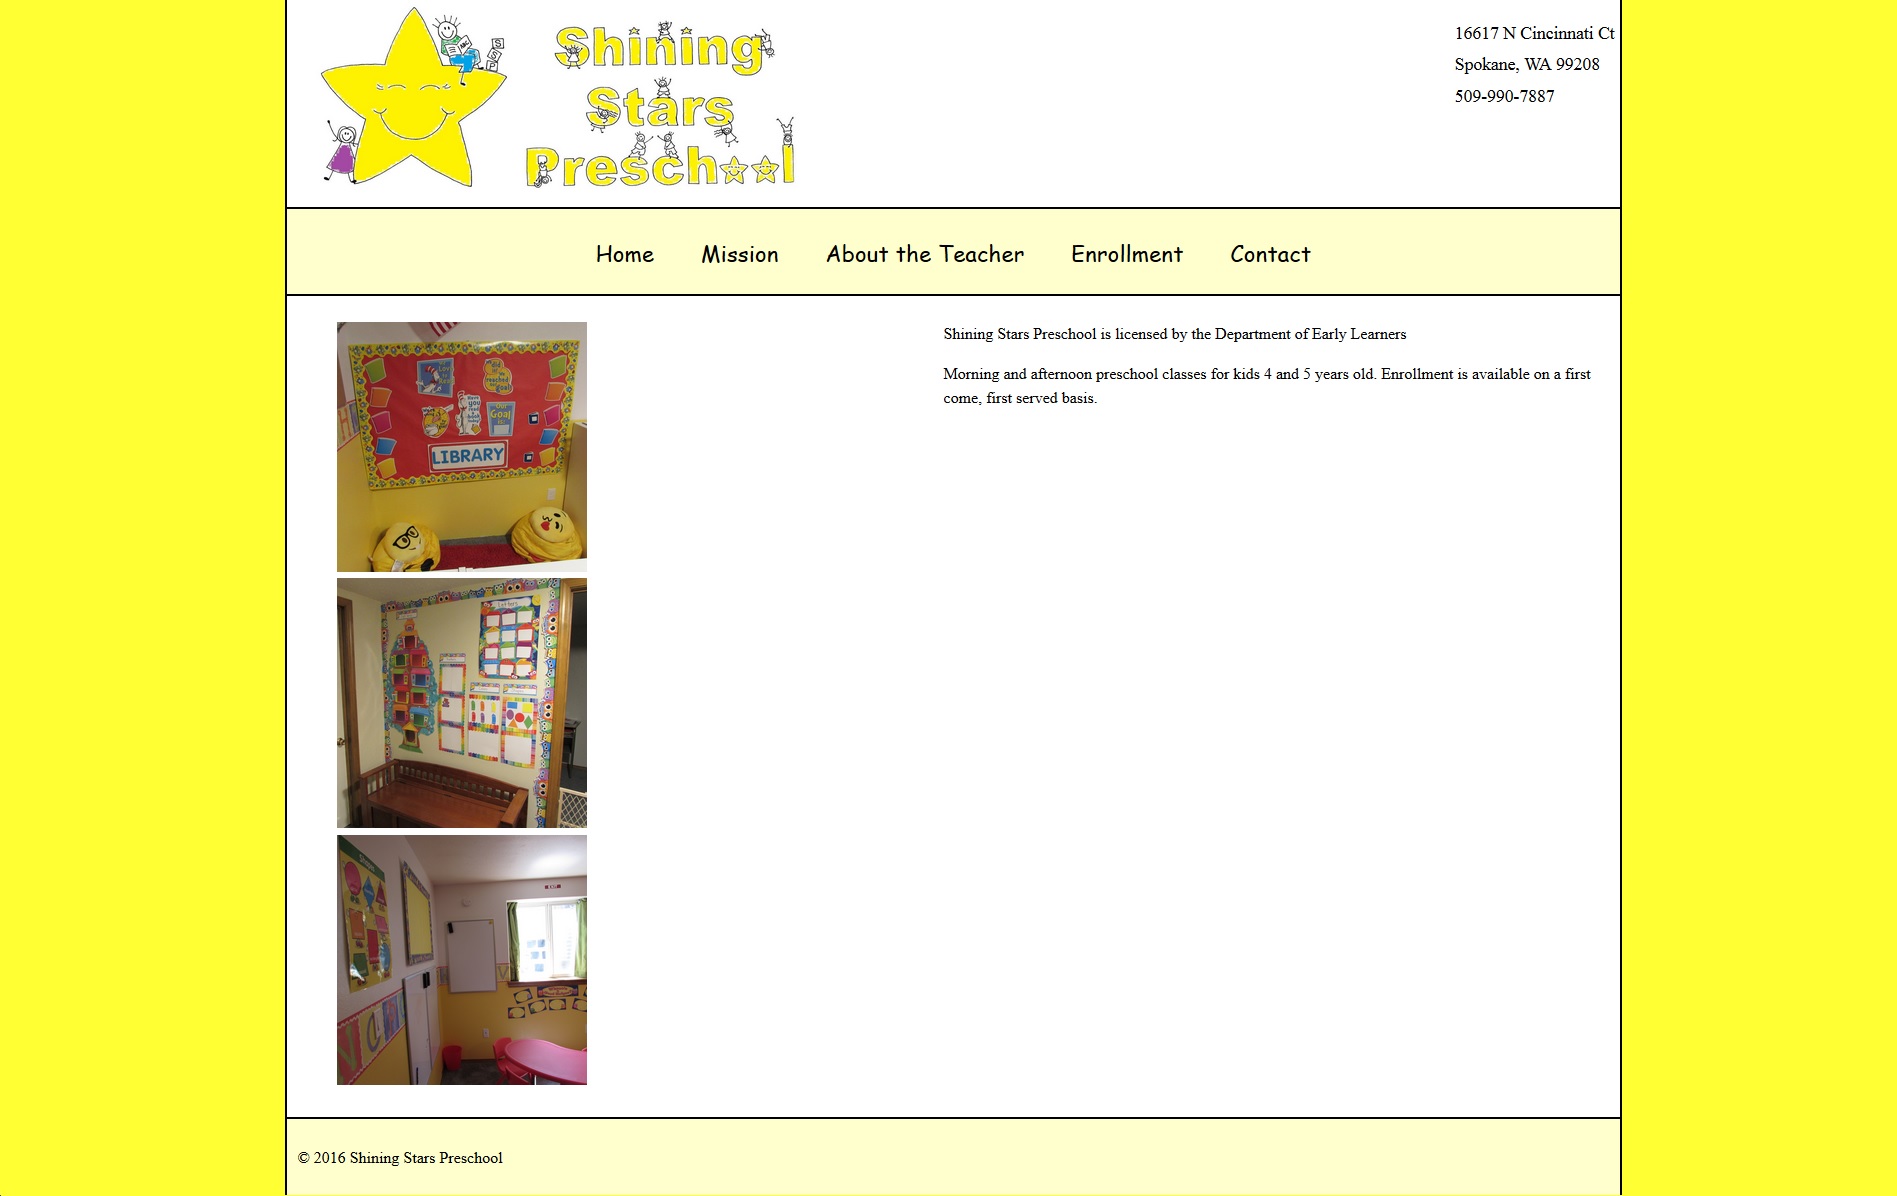 Shining
Stars
Preschool
16617 N Cincinnati Ct
Spokane, WA 99208
509-990-7887
Home Mission About the Teacher Enrollment Contact
Shining Stars Preschool is licensed by the Department of Early Learners
Morning and afternoon preschool classes for kids 4 and 5 years old. Enrollment is available on a first
come, first served basis.
Our
Goal
LIBRARY
© 2016 Shining Stars Preschool